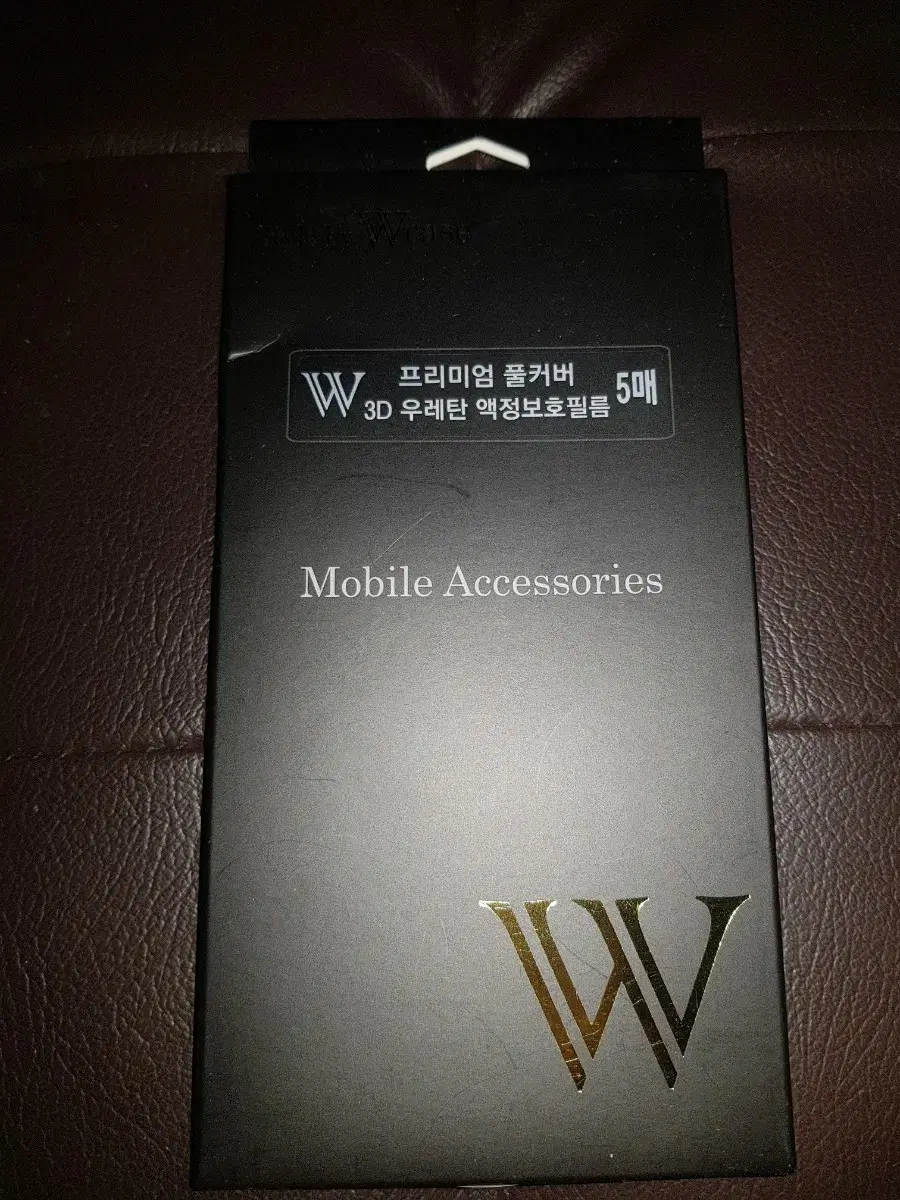 W
프리미엄 풀커버
3D 우레탄 액정보호필름
5매
Mobile Accessories
W